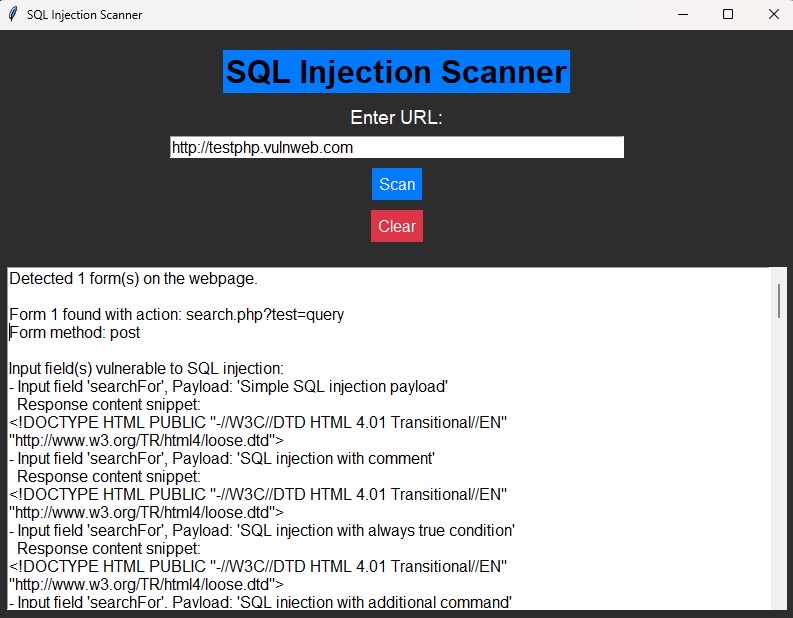 SQL Injection Scanner
SQL Injection Scanner
Enter URL:
http://testphp.vulnweb.com
Scan
Clear
Detected 1 form(s) on the webpage.
Form 1 found with action: search.php?test=query
Form method: post
Input field(s) vulnerable to SQL injection:
- Input field 'searchFor', Payload: 'Simple SQL injection payload'
Response content snippet:
<!DOCTYPE HTML PUBLIC "-//W3C//DTD HTML 4.01 Transitional//EN"
"http://www.w3.org/TR/html4/loose.dtd">
- Input field 'searchFor', Payload: 'SQL injection with comment'
Response content snippet:
<!DOCTYPE HTML PUBLIC "-//W3C//DTD HTML 4.01 Transitional//EN"
"http://www.w3.org/TR/html4/loose.dtd">
- Input field 'searchFor', Payload: 'SQL injection with always true condition'
Response content snippet:
<!DOCTYPE HTML PUBLIC "-//W3C//DTD HTML 4.01 Transitional//EN"
"http://www.w3.org/TR/html4/loose.dtd">
- Input field 'searchFor', Payload: 'SQL injection with additional command'